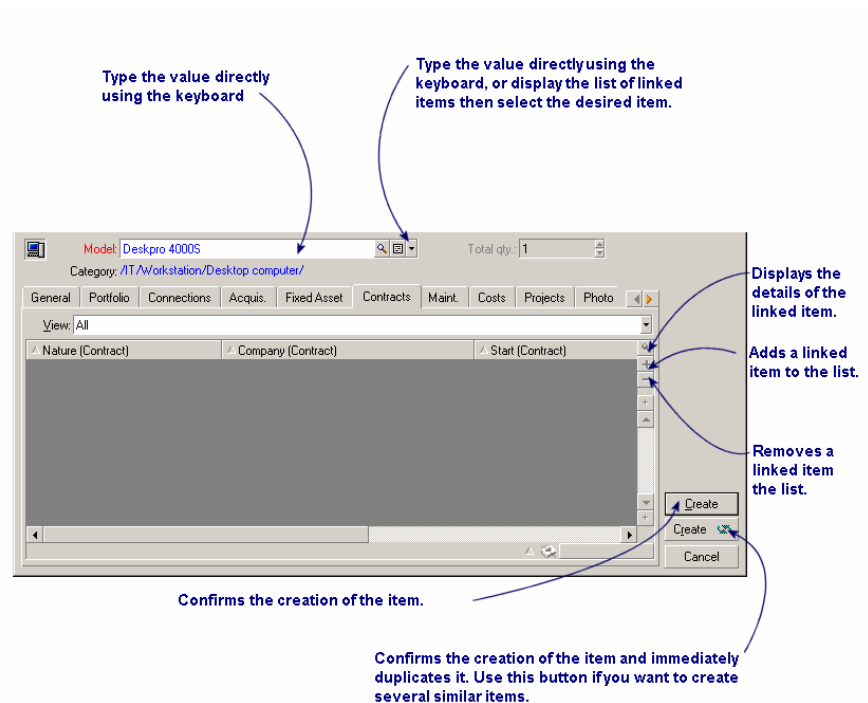 Type the value directly
using the keyboard
Type the value directly using the
keyboard, or display the list of linked
items then select the desired item.
Model: Deskpro 4000S
Total qty.: 1
Category: /IT/Workstation/Desktop computer/
General Portfolio Connections Acquis. Fixed Asset Contracts Maint. Costs Projects Photo
View: All
Nature (Contract) Company (Contract) Start (Contract)
Displays the
details of the
linked item.
Adds a linked
item to the list.
Removes a
linked item
the list.
Create
Create
Cancel
Confirms the creation of the item.
Confirms the creation of the item and immediately
duplicates it. Use this button if you want to create
several similar items.